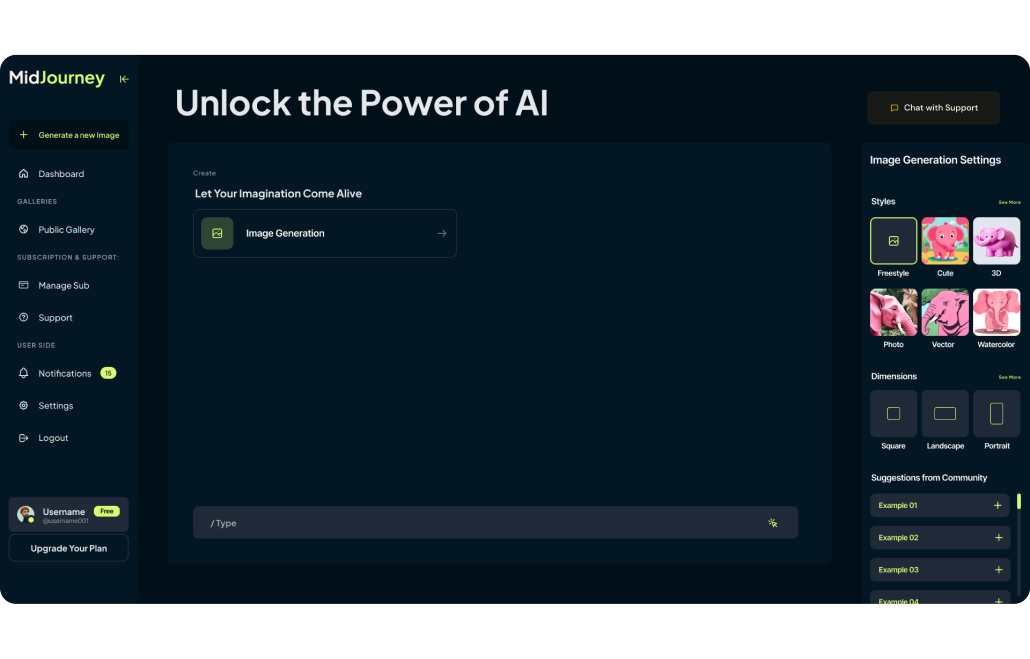 MidJourney
Generate a new Image
Dashboard
GALLERIES
Public Gallery
SUBSCRIPTION & SUPPORT:
Manage Sub
Support
USER SIDE
Notifications 15
Settings
Logout
Username Free
@username001
Upgrade Your Plan
Unlock the Power of AI
Chat with Support
Create
Let Your Imagination Come Alive
Image Generation
/ Type
Image Generation Settings
Styles See More
Freestyle Cute 3D
Photo Vector Watercolor
Dimensions See More
Square Landscape Portrait
Suggestions from Community
Example 01
Example 02
Example 03
Example 04